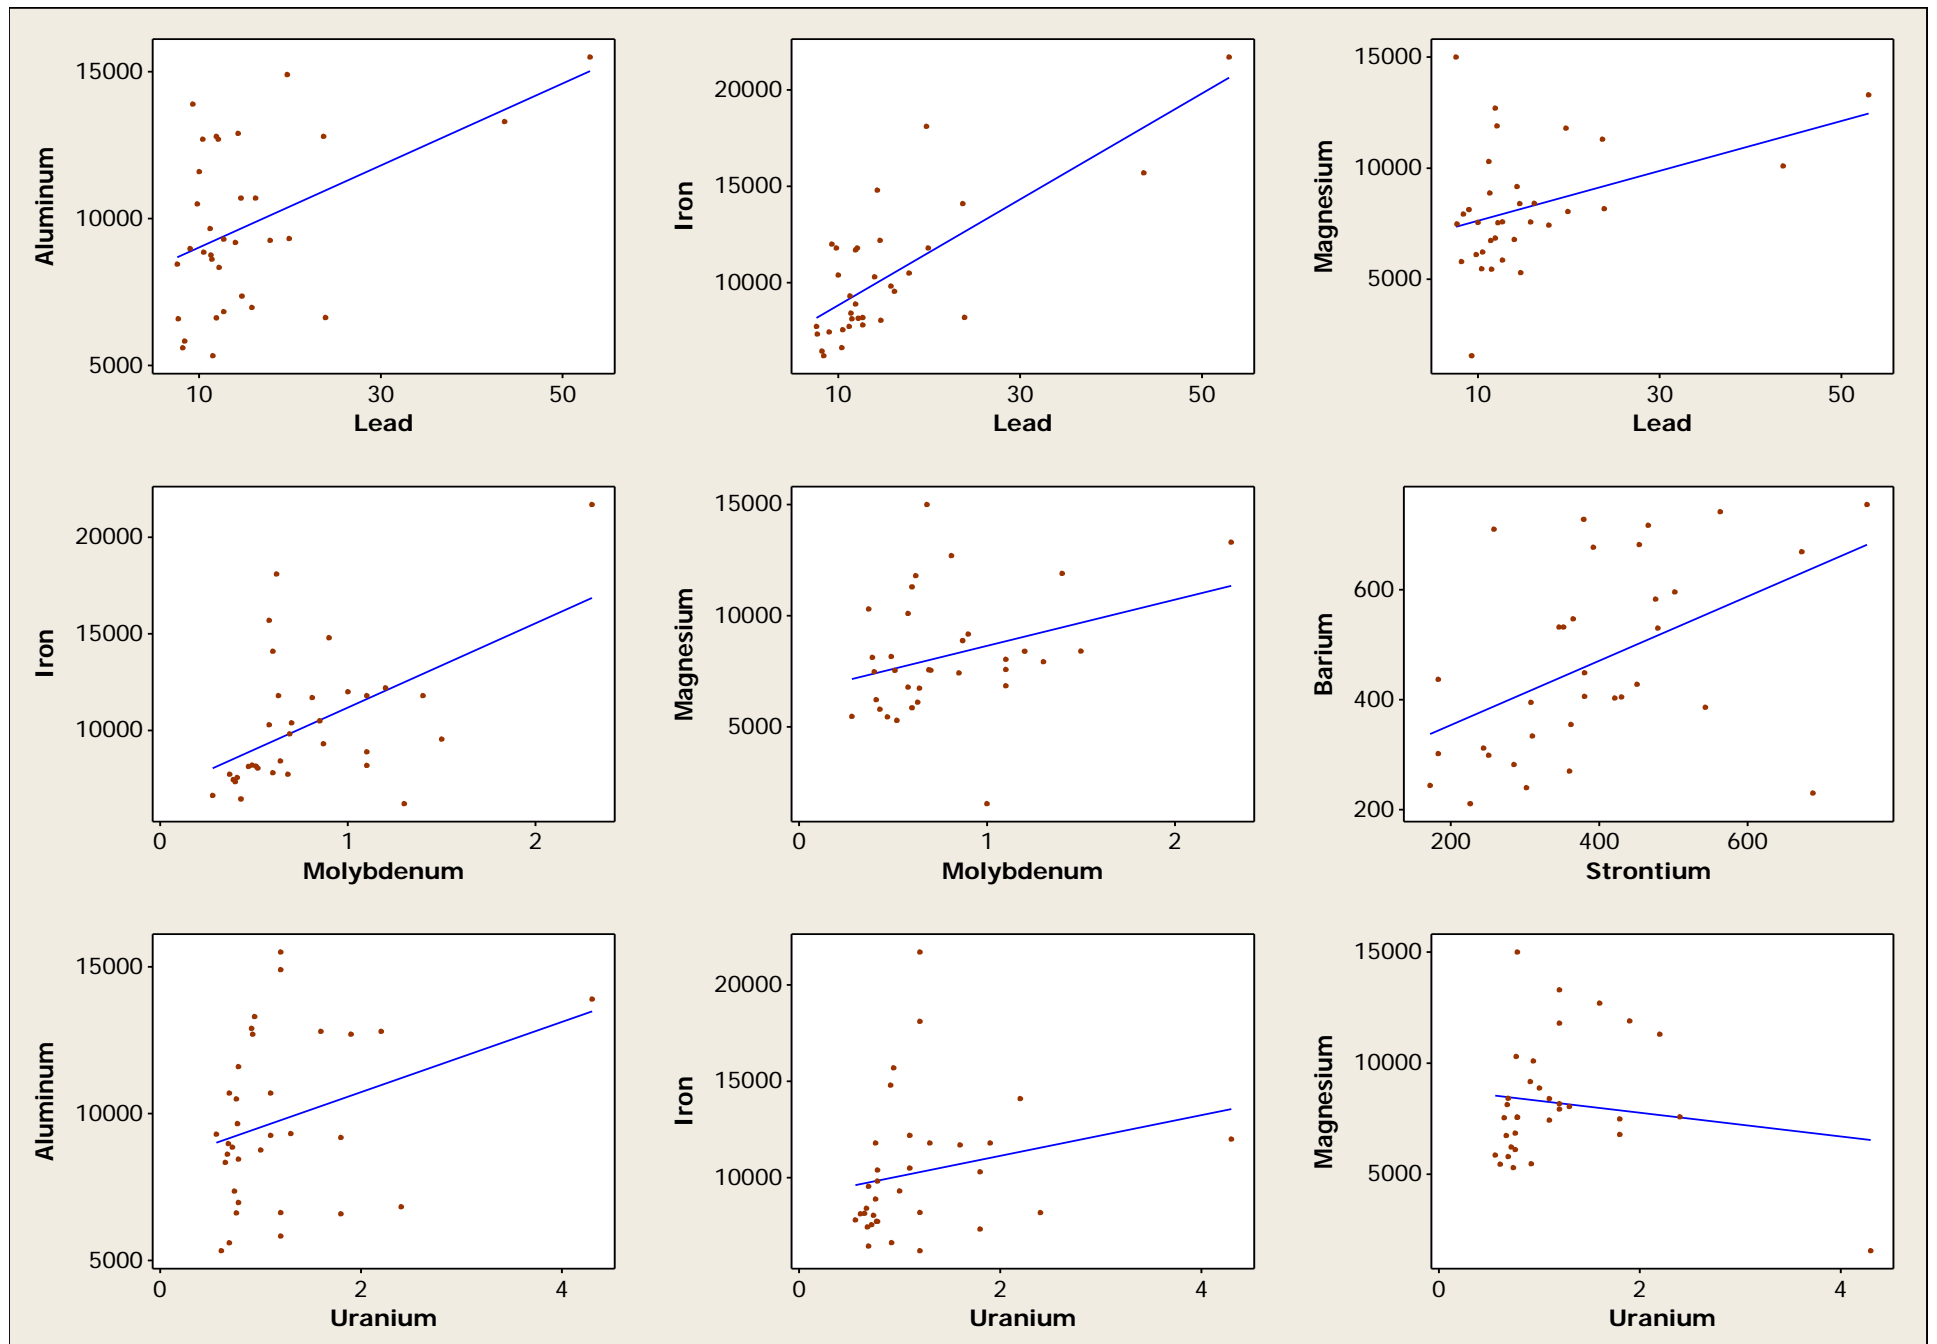 15000
10000
5000
Aluminum
10 30 50
Lead
20000
15000
10000
Iron
10 30 50
Lead
15000
10000
5000
Magnesium
10 30 50
Lead
20000
15000
10000
Iron
0 1 2
Molybdenum
15000
10000
5000
Magnesium
0 1 2
Molybdenum
600
400
200
Barium
200 400 600
Strontium
15000
10000
5000
Aluminum
0 2 4
Uranium
20000
15000
10000
Iron
0 2 4
Uranium
15000
10000
5000
Magnesium
0 2 4
Uranium